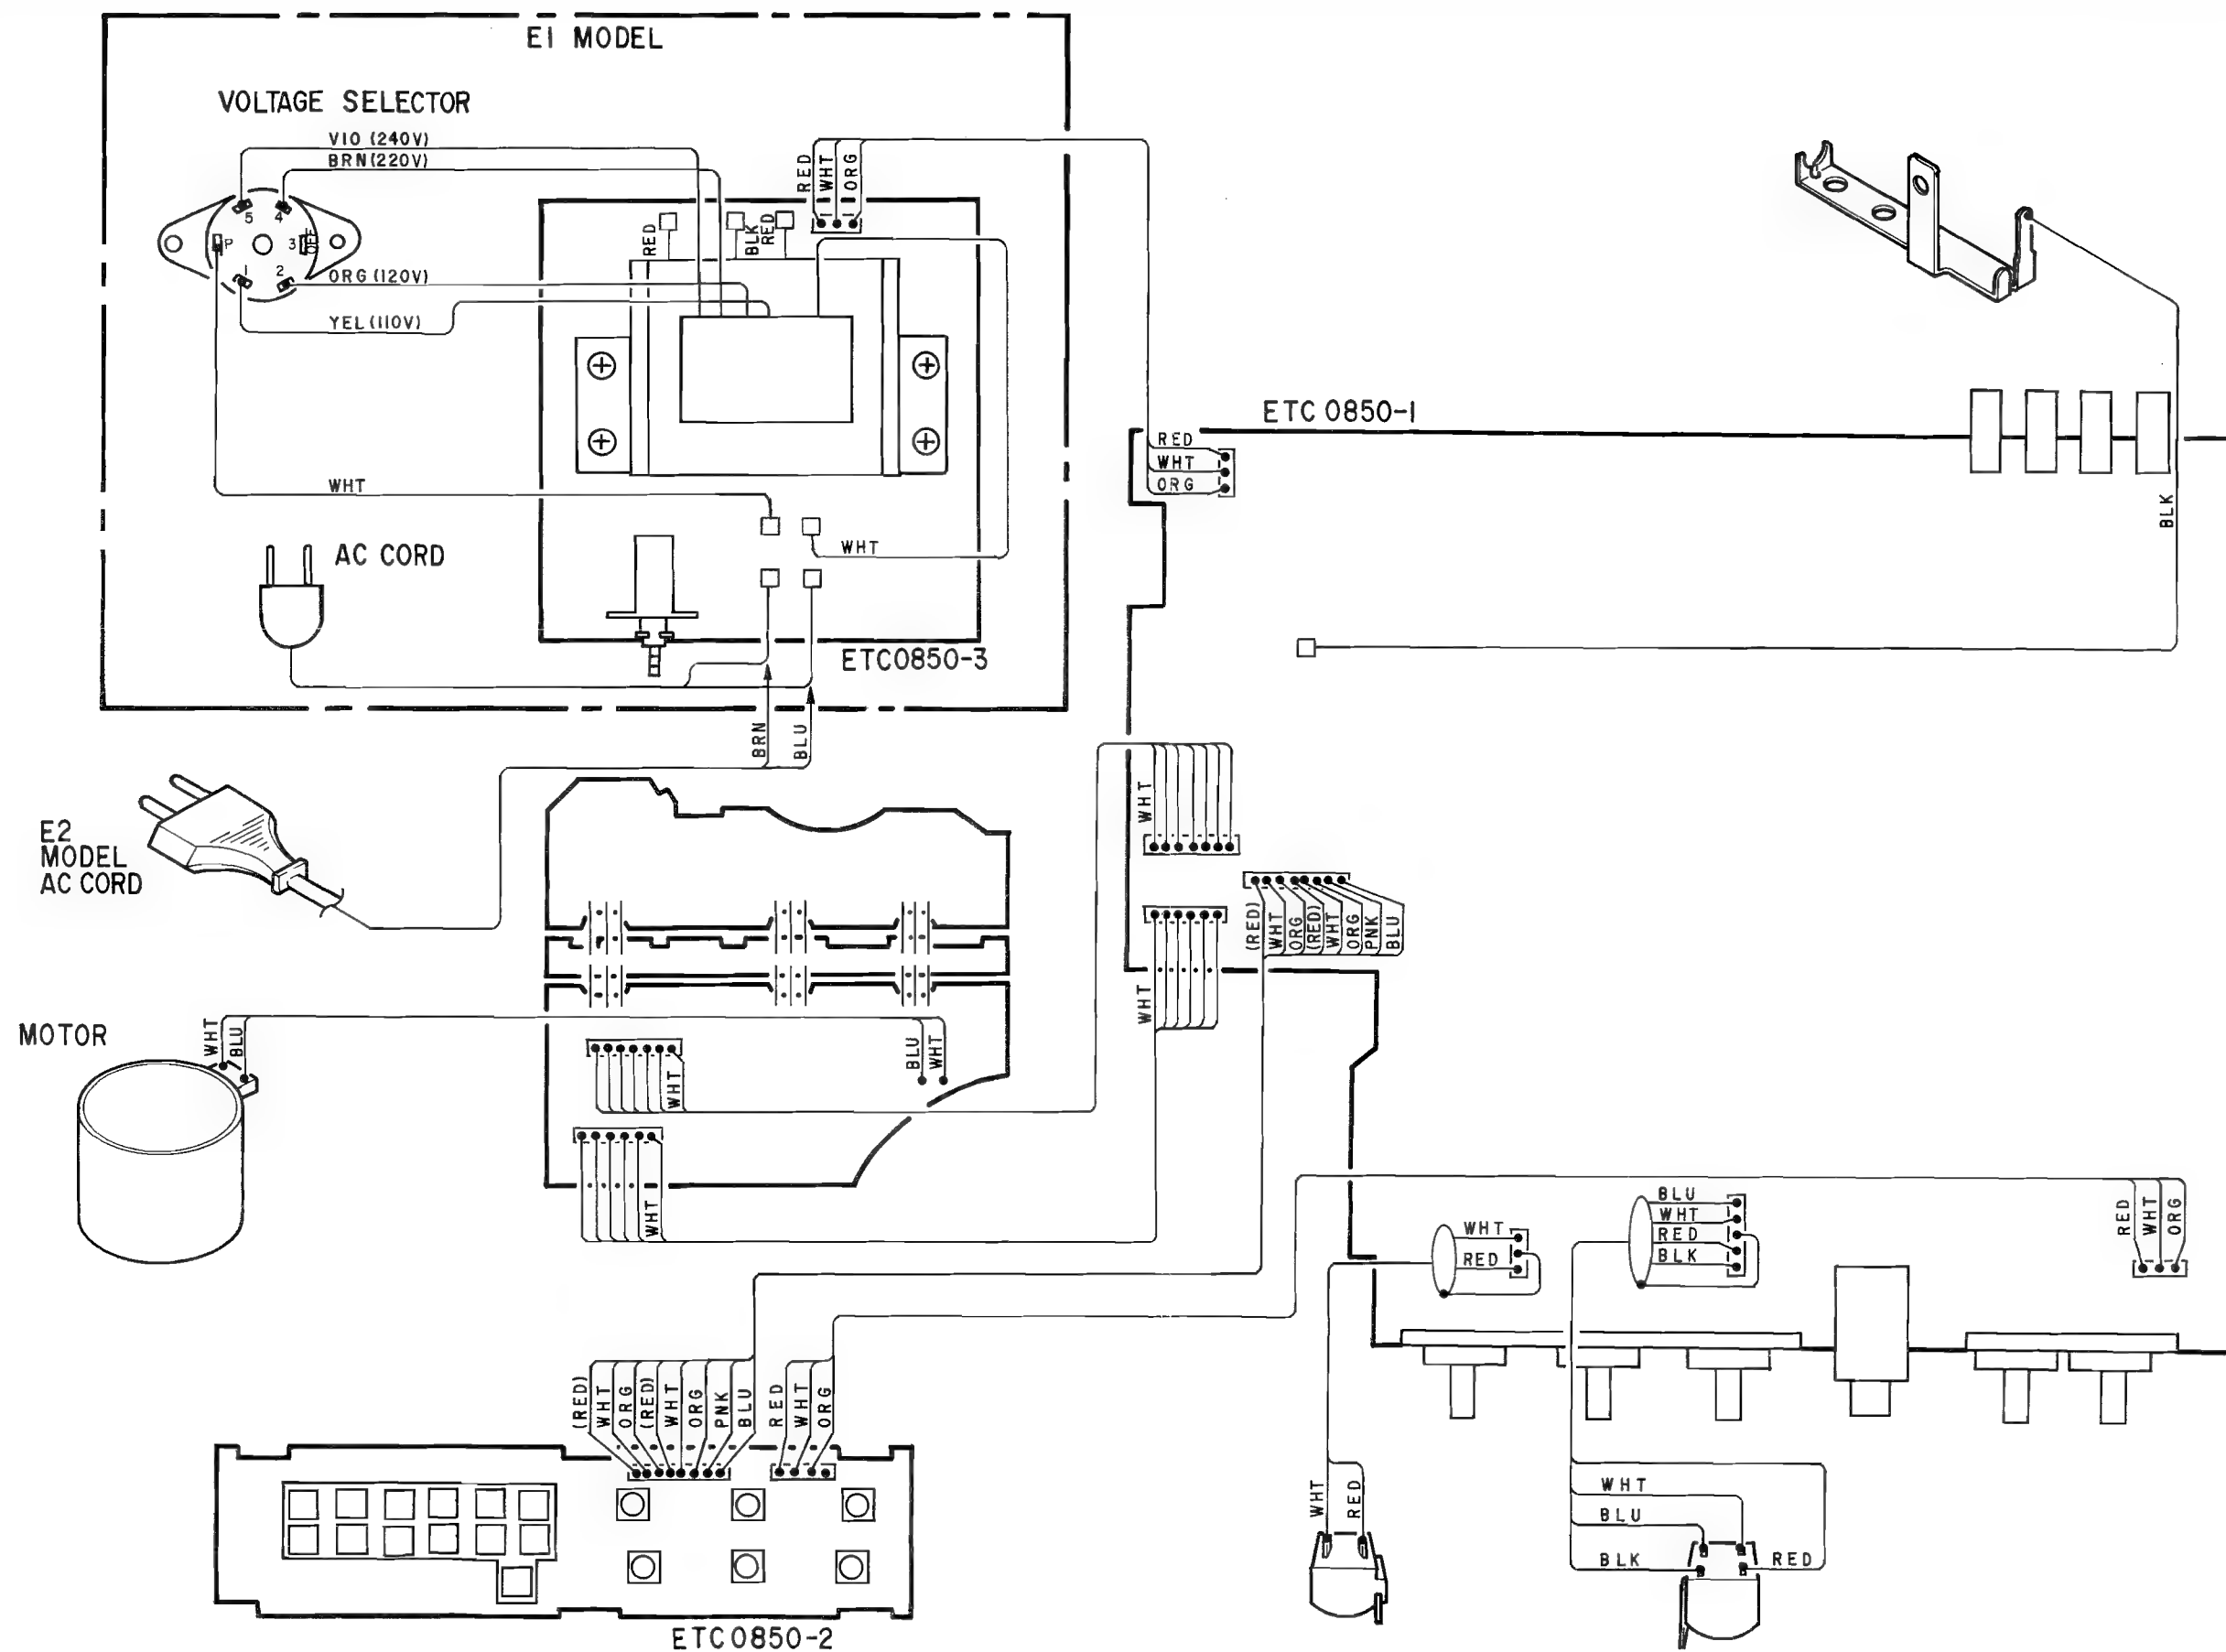 E1 MODEL
VOLTAGE SELECTOR
VIO (240V)
BRN (220V)
5 4
P 3 OFF
1 2
ORG (120V)
YEL (110V)
RED
BLK
RED
RED
WHT
ORG
WHT
WHT
AC CORD
ETC0850-3
ETC0850-1
RED
WHT
ORG
BLK
BRN
BLU
E2
MODEL
AC CORD
WHT
(RED)
WHT
ORG
(RED)
WHT
ORG
PNK
BLU
WHT
MOTOR
WHT
BLU
BLU
WHT
WHT
WHT
WHT
RED
BLU
WHT
RED
BLK
RED
WHT
ORG
(RED)
WHT
ORG
(RED)
WHT
ORG
PNK
BLU
RED
WHT
ORG
WHT
RED
WHT
BLU
BLK
RED
ETC0850-2